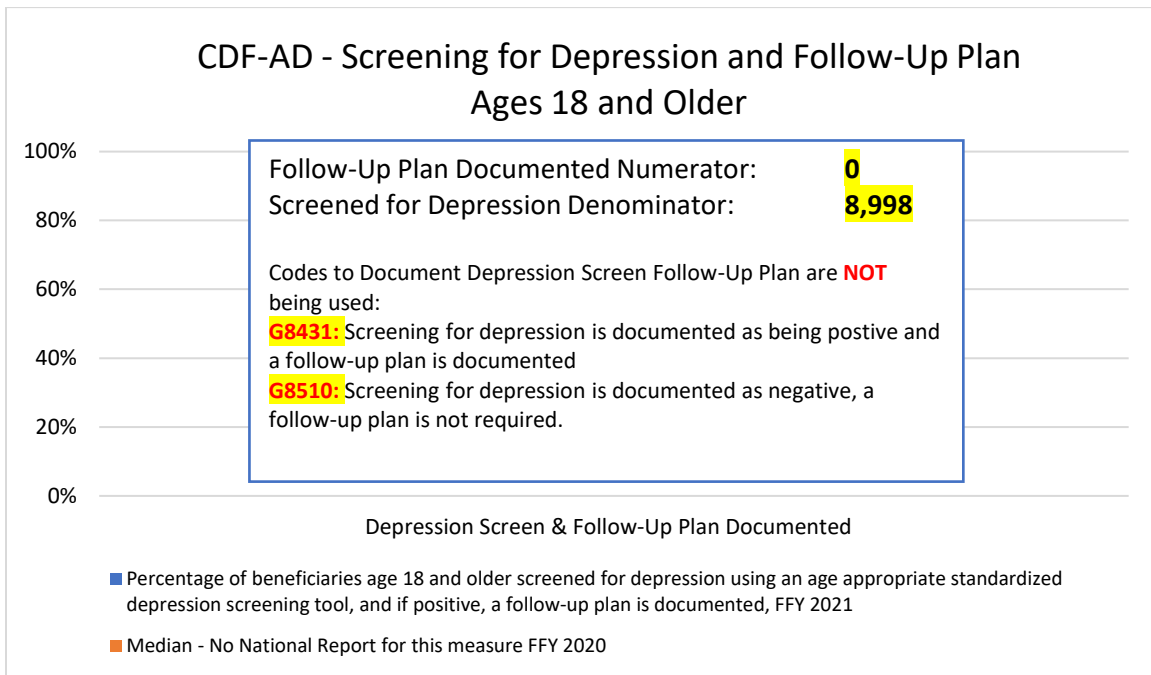 CDF-AD - Screening for Depression and Follow-Up Plan
Ages 18 and Older
100%
80%
60%
40%
20%
0%
Follow-Up Plan Documented Numerator: 0
Screened for Depression Denominator: 8,998
Codes to Document Depression Screen Follow-Up Plan are NOT
being used:
G8431: Screening for depression is documented as being postive and
a follow-up plan is documented
G8510: Screening for depression is documented as negative, a
follow-up plan is not required.
Depression Screen & Follow-Up Plan Documented
Percentage of beneficiaries age 18 and older screened for depression using an age appropriate standardized
depression screening tool, and if positive, a follow-up plan is documented, FFY 2021
Median - No National Report for this measure FFY 2020